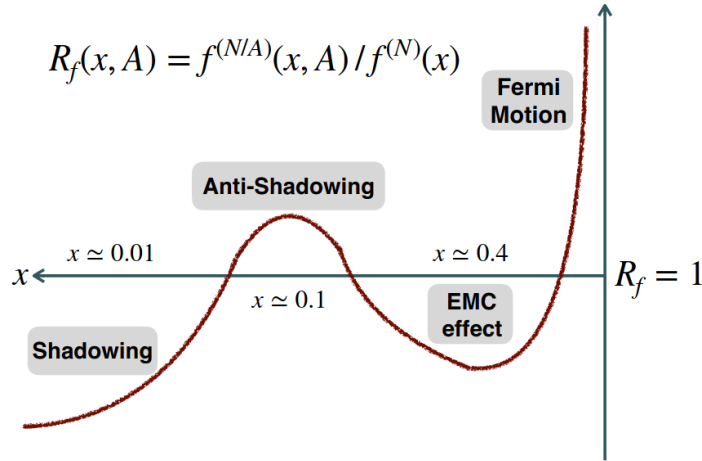 R_f(x, A) = f^{(N/A)}(x, A) / f^{(N)}(x)
Fermi
Motion
Anti-Shadowing
x ≃ 0.01
x ≃ 0.4
x
R_f = 1
x ≃ 0.1
EMC
effect
Shadowing